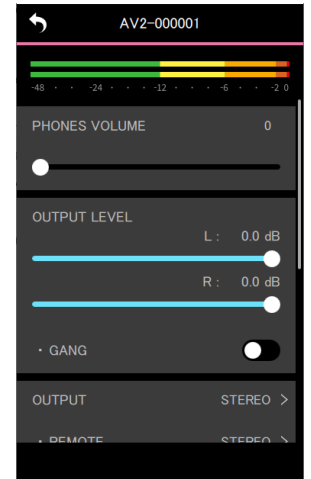 AV2-000001
-48 · · -24 · · · -12 · · · -6 · · -2 0
PHONES VOLUME 0
OUTPUT LEVEL
L : 0.0 dB
R : 0.0 dB
・GANG
OUTPUT STEREO >
・REMOTE STEREO >